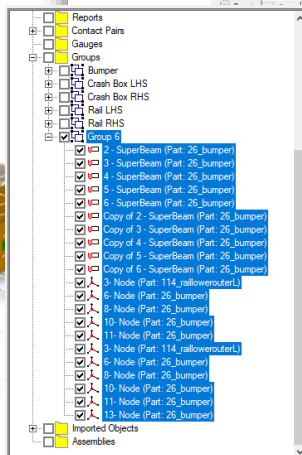 Reports
Contact Pairs
Gauges
Groups
Bumper
Crash Box LHS
Crash Box RHS
Rail LHS
Rail RHS
Group 6
2 - SuperBeam (Part: 26_bumper)
3 - SuperBeam (Part: 26_bumper)
4 - SuperBeam (Part: 26_bumper)
5 - SuperBeam (Part: 26_bumper)
6 - SuperBeam (Part: 26_bumper)
Copy of 2 - SuperBeam (Part: 26_bumper)
Copy of 3 - SuperBeam (Part: 26_bumper)
Copy of 4 - SuperBeam (Part: 26_bumper)
Copy of 5 - SuperBeam (Part: 26_bumper)
Copy of 6 - SuperBeam (Part: 26_bumper)
3- Node (Part: 114_raillowerouterL)
6- Node (Part: 26_bumper)
8- Node (Part: 26_bumper)
10- Node (Part: 26_bumper)
11- Node (Part: 26_bumper)
3- Node (Part: 114_raillowerouterL)
6- Node (Part: 26_bumper)
8- Node (Part: 26_bumper)
10- Node (Part: 26_bumper)
11- Node (Part: 26_bumper)
13- Node (Part: 26_bumper)
Imported Objects
Assemblies